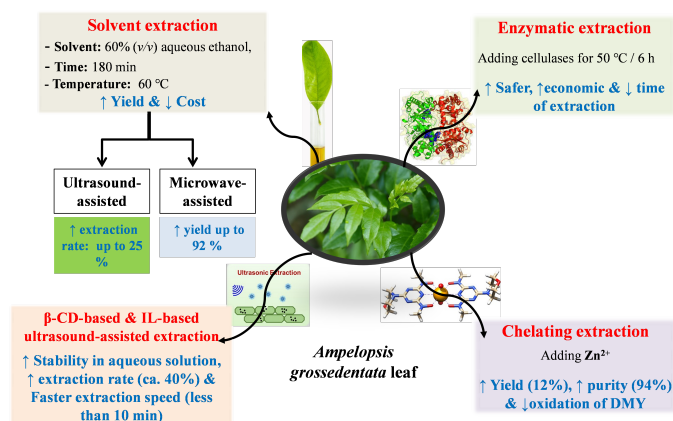 Solvent extraction
- Solvent: 60% (v/v) aqueous ethanol,
- Time: 180 min
- Temperature: 60 ℃
↑ Yield & ↓ Cost
Ultrasound-
assisted
Microwave-
assisted
↑ extraction
rate: up to 25
%
↑ yield up to
92 %
Enzymatic extraction
Adding cellulases for 50 ℃ / 6 h
↑ Safer, ↑economic & ↓ time
of extraction
Ultrasonic Extraction
β-CD-based & IL-based
ultrasound-assisted extraction
↑ Stability in aqueous solution,
↑ extraction rate (ca. 40%) &
Faster extraction speed (less
than 10 min)
Ampelopsis
grossedentata leaf
Chelating extraction
Adding Zn²⁺
↑ Yield (12%), ↑ purity (94%)
& ↓oxidation of DMY